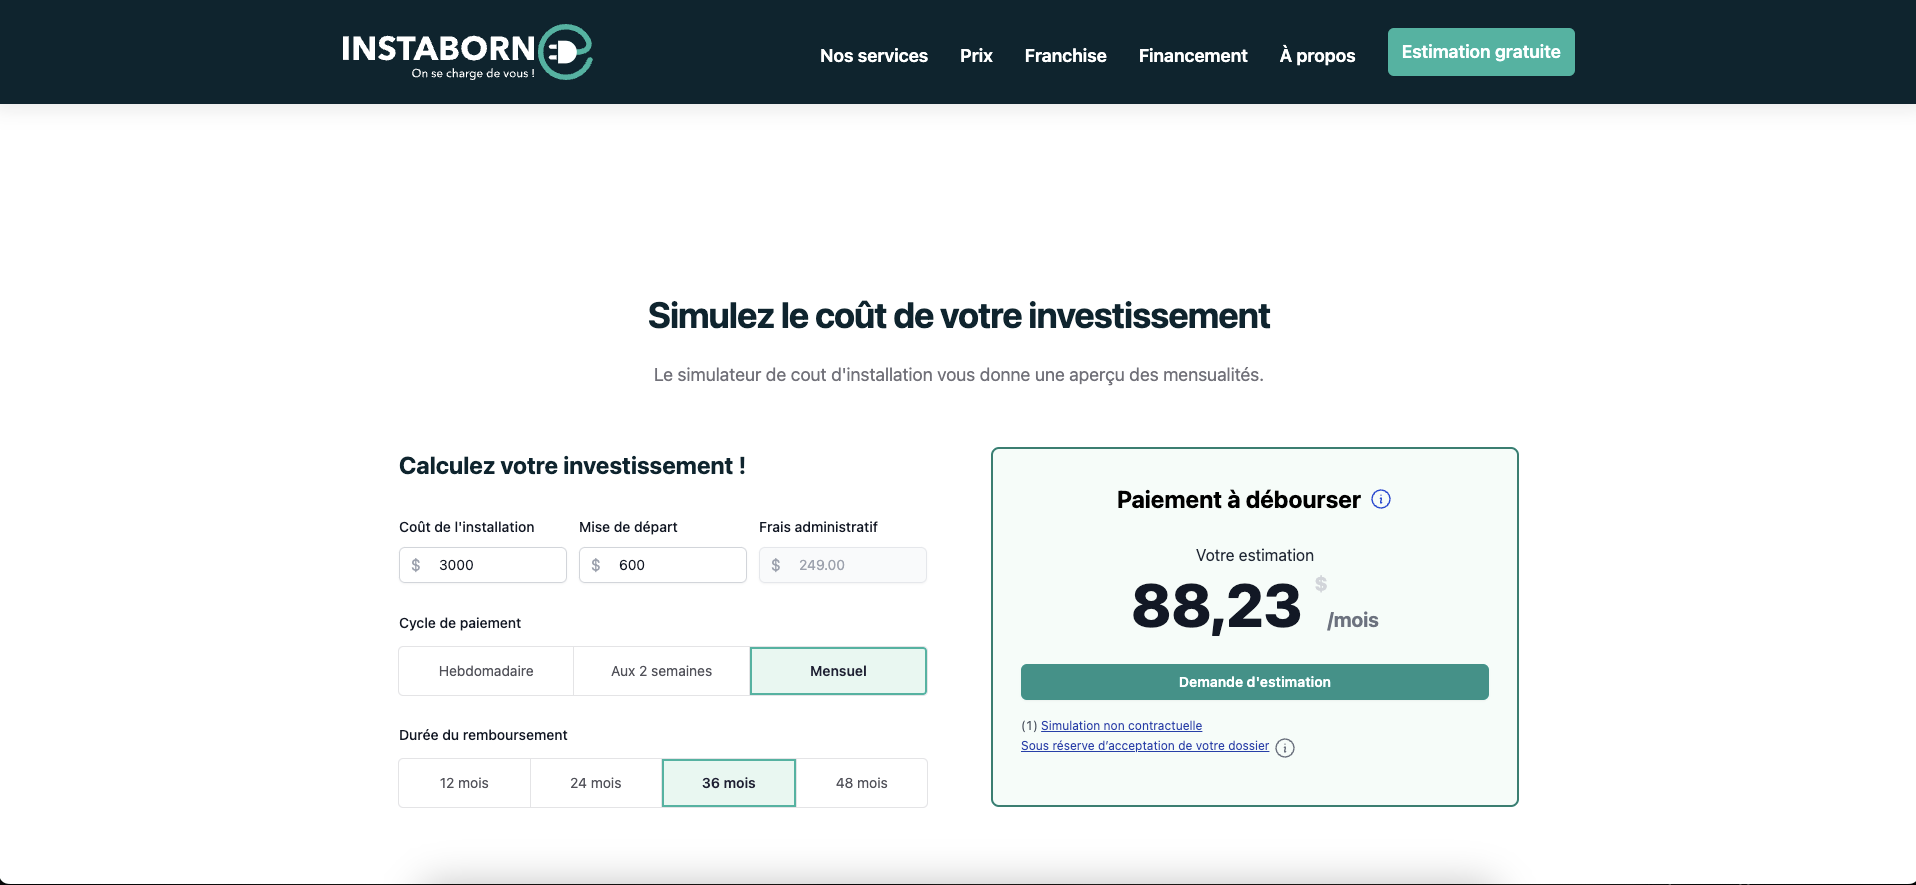 INSTABORN
On se charge de vous !
Nos services
Prix
Franchise
Financement
À propos
Estimation gratuite
Simulez le coût de votre investissement
Le simulateur de cout d'installation vous donne une aperçu des mensualités.
Calculez votre investissement !
Coût de l'installation
Mise de départ
Frais administratif
$ 3000
$ 600
$ 249.00
Cycle de paiement
Hebdomadaire
Aux 2 semaines
Mensuel
Durée du remboursement
12 mois
24 mois
36 mois
48 mois
Paiement à débourser
Votre estimation
88,23 $ /mois
Demande d'estimation
(1) Simulation non contractuelle
Sous réserve d’acceptation de votre dossier